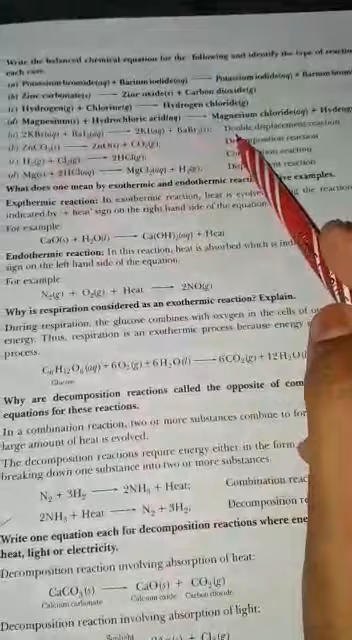 Write the balanced chemical equation for the following and identify the type of reaction
each case.
(a) Potassium bromide(aq) + Barium iodide(aq) ⟶ Potassium iodide(aq) + Barium
(b) Zinc carbonate(s) ⟶ Zinc oxide(s) + Carbon dioxide(g)
(c) Hydrogen(g) + Chlorine(g) ⟶ Hydrogen chloride(g)
(d) Magnesium(s) + Hydrochloric acid(aq) ⟶ Magnesium chloride(aq) + Hydrog
(a) 2KBr(aq) + BaI₂(aq) ⟶ 2KI(aq) + BaBr₂(s); Double displacement reaction
(b) ZnCO₃(s) ⟶ ZnO(s) + CO₂(g); reaction
(c) H₂(g) + Cl₂(g) ⟶ 2HCl(g); reaction
(d) Mg(s) + 2HCl(aq) ⟶ MgCl₂(aq) + H₂(g); reaction
What does one mean by exothermic and endothermic examples.
Exothermic reaction: In exothermic reaction, heat is the reaction
indicated by '+ heat' sign on the right hand side of the equation
For example
CaO(s) + H₂O(l) ⟶ Ca(OH)₂(aq) + Heat
Endothermic reaction: In this reaction, heat is absorbed which is
sign on the left hand side of the equation.
For example
N₂(g) + O₂(g) + Heat ⟶ 2NO(g)
Why is respiration considered as an exothermic reaction? Explain.
During respiration, the glucose combines with oxygen in the cells of
energy. Thus, respiration is an exothermic process because energy
process.
C₆H₁₂O₆(aq) + 6O₂(g) + 6H₂O(l) ⟶ 6CO₂(g) + 12H₂O(l
Glucose
Why are decomposition reactions called the opposite of com
equations for these reactions.
In a combination reaction, two or more substances combine to for
large amount of heat is evolved.
The decomposition reactions require energy either in the form
breaking down one substance into two or more substances.
N₂ + 3H₂ ⟶ 2NH₃ + Heat; Combination reac
2NH₃ + Heat ⟶ N₂ + 3H₂, Decomposition r
Write one equation each for decomposition reactions where ene
heat, light or electricity.
Decomposition reaction involving absorption of heat:
CaCO₃(s) ⟶ CaO(s) + CO₂(g)
Calcium carbonate Calcium oxide Carbon dioxide
Decomposition reaction involving absorption of light:
Sunlight